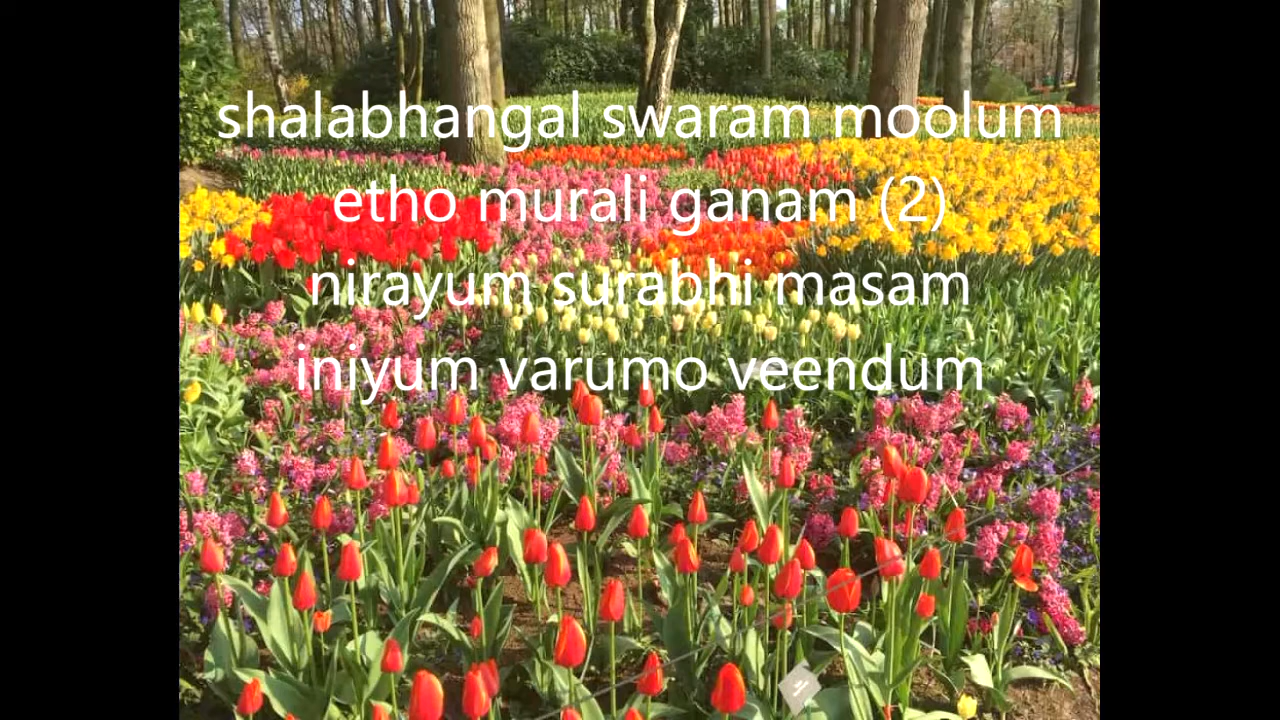 shalabhangal swaram moolum
etho murali ganam (2)
nirayum surabhi masam
iniyum varumo veendum